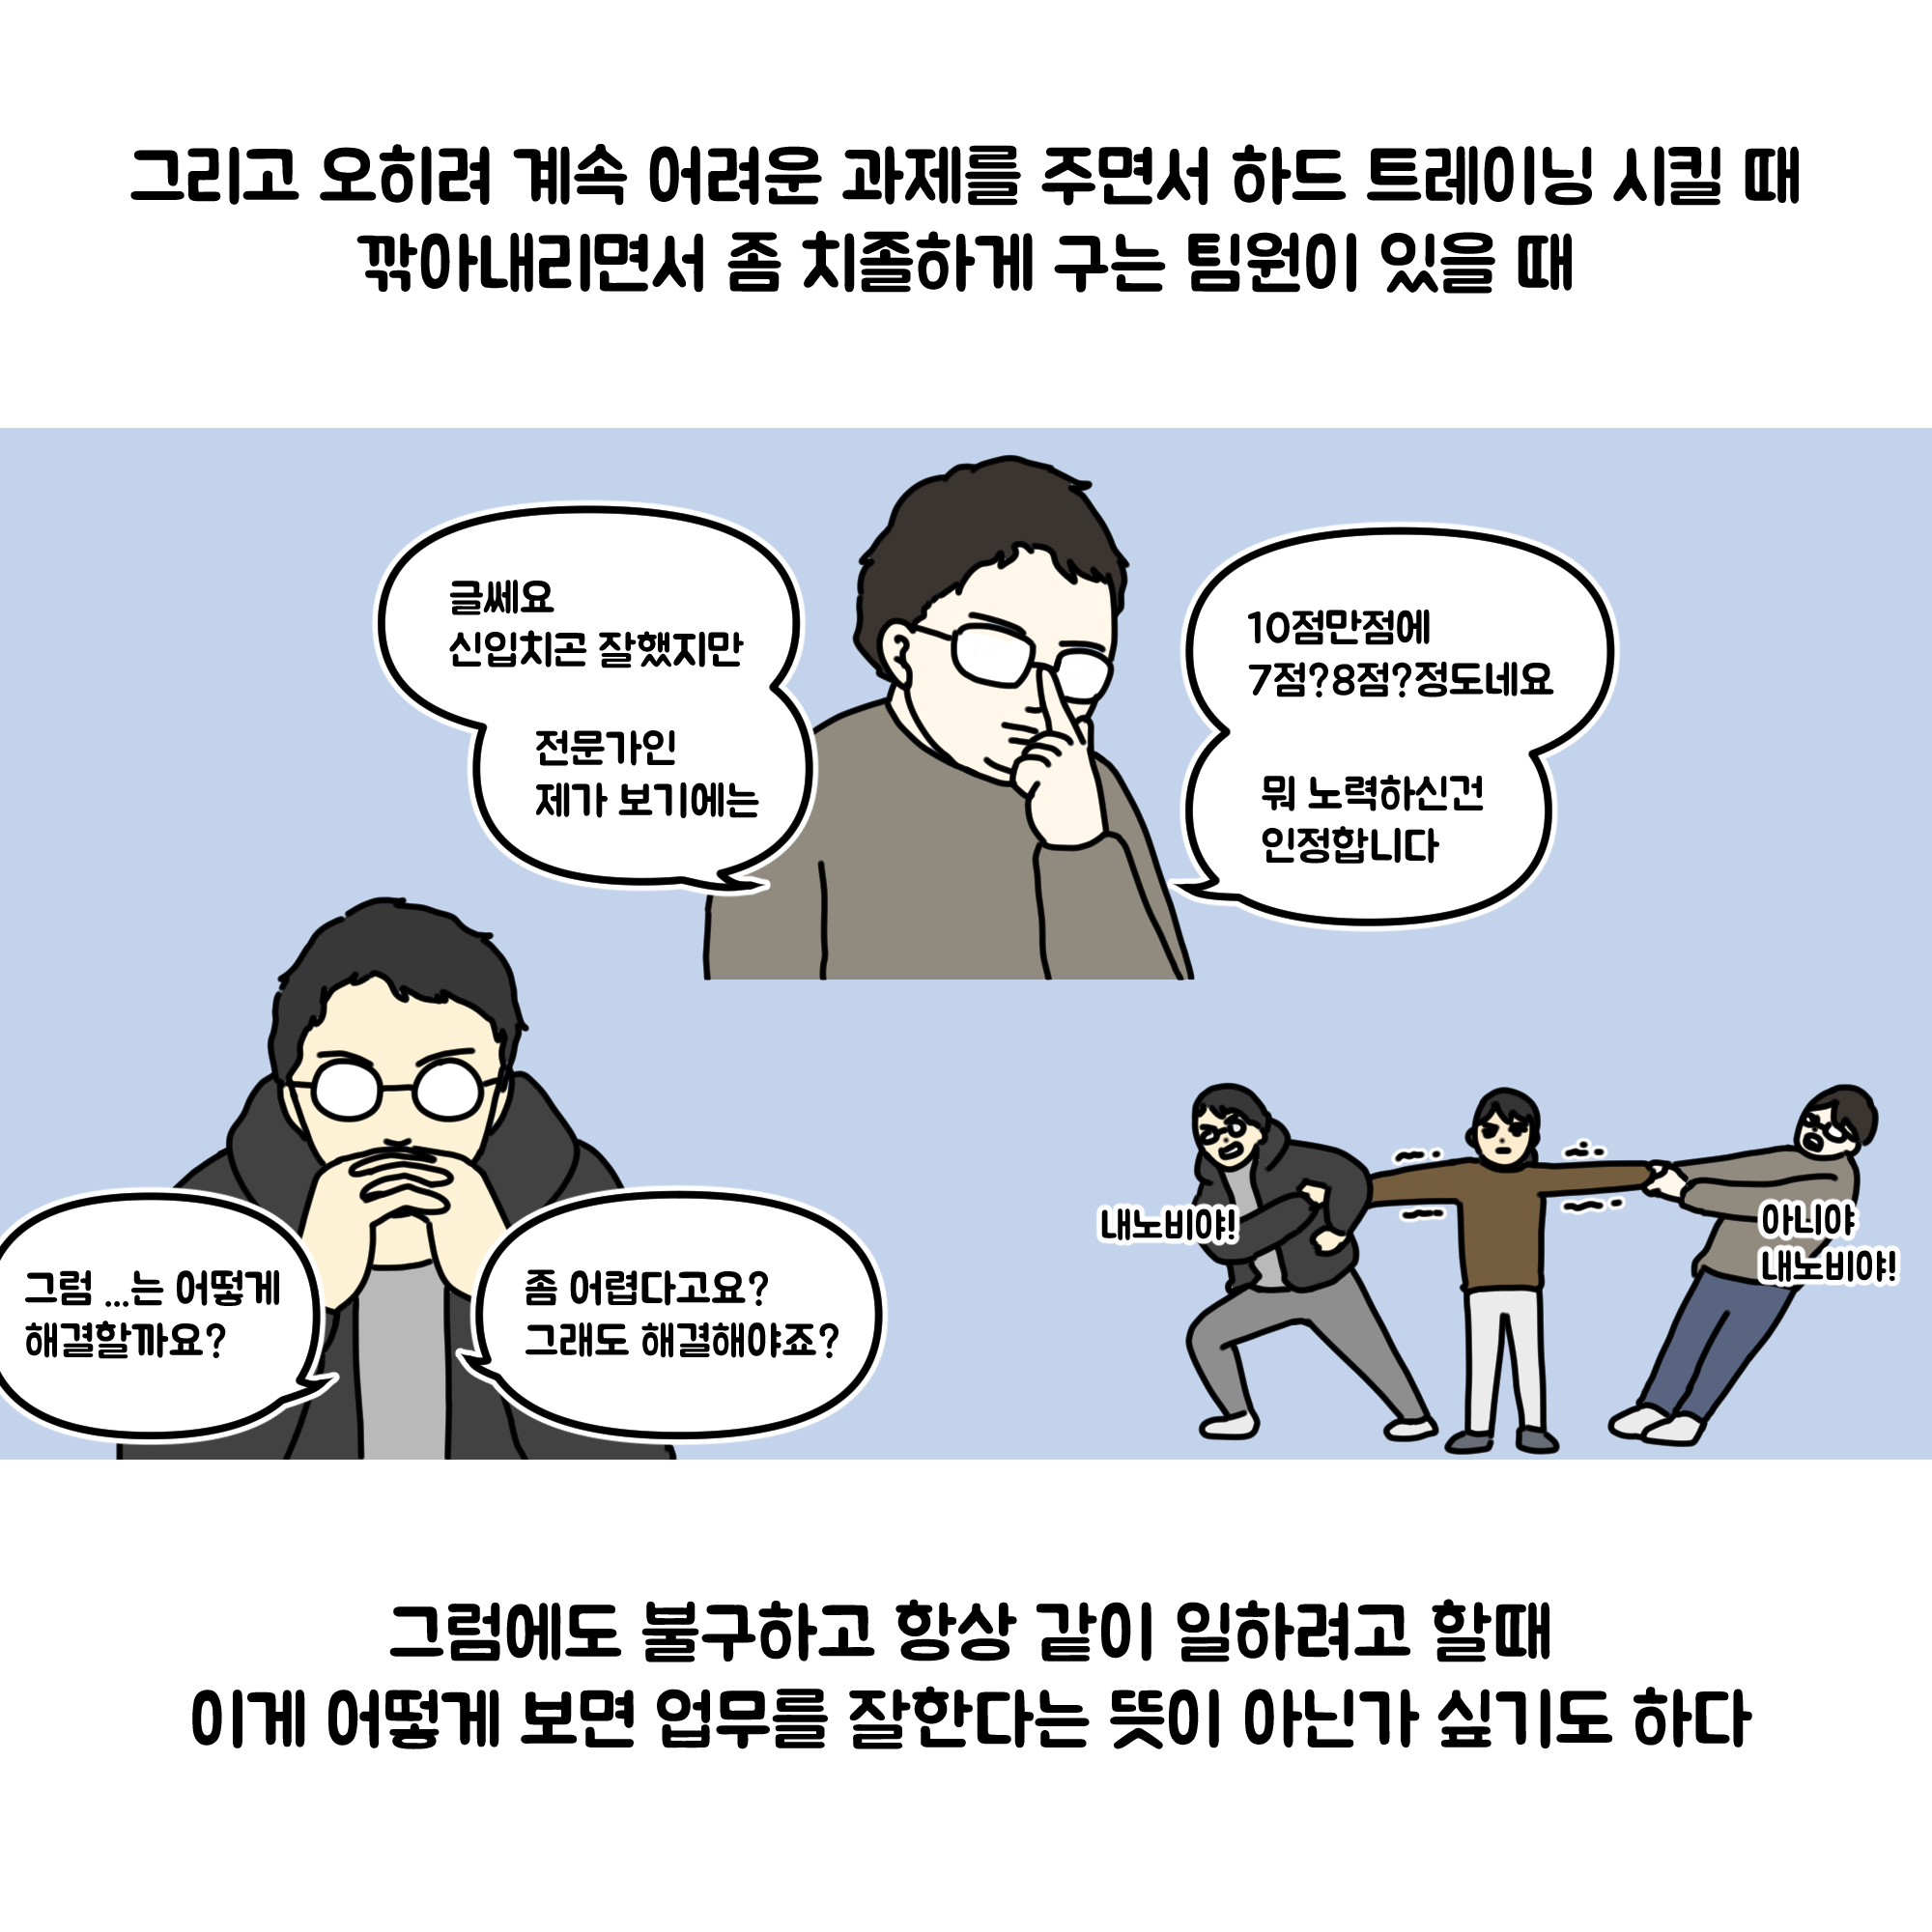 그리고 오히려 계속 어려운 과제를 주면서 하드 트레이닝 시킬 때
깎아내리면서 좀 치졸하게 구는 팀원이 있을 때
글쎄요
신입치곤 잘했지만
전문가인
제가 보기에는
10점만점에
7점?8점?정도네요
뭐 노력하신건
인정합니다
그럼 ...는 어떻게
해결할까요?
좀 어렵다고요?
그래도 해결해야죠?
내노비야!
아니야
내노비야!
그럼에도 불구하고 항상 같이 일하려고 할때
이게 어떻게 보면 업무를 잘한다는 뜻이 아닌가 싶기도 하다